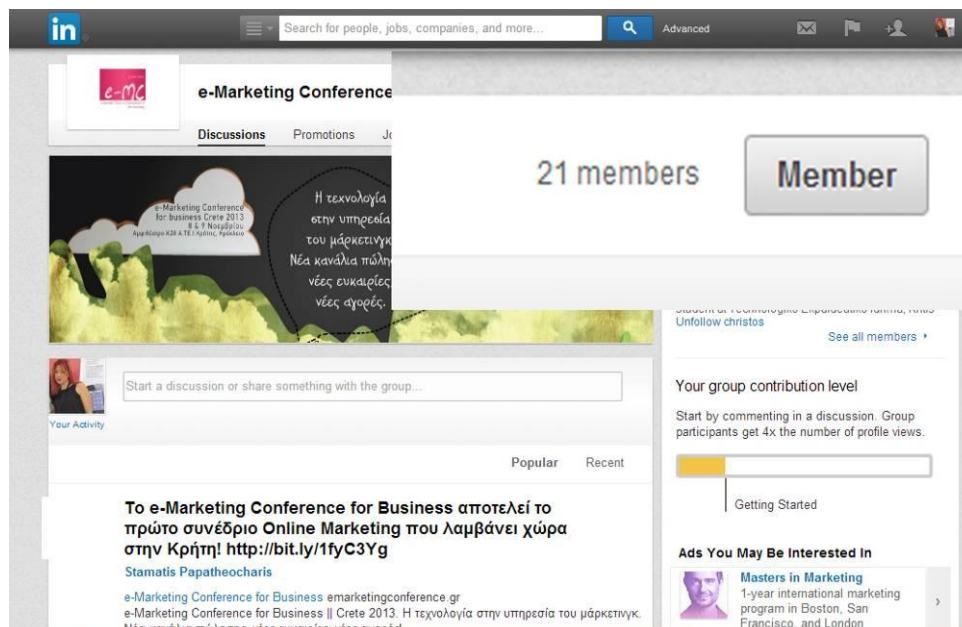 in
Search for people, jobs, companies, and more...
Advanced
e-MC
e-Marketing Conference
Discussions Promotions
21 members
Member
e-Marketing Conference
for business Crete 2013
8 & 9 Νοεμβρίου
Η τεχνολογία
στην υπηρεσία
του μάρκετινγκ
νέες ευκαιρίες
νέες αγορές.
Unfollow christos
See all members
Start a discussion or share something with the group...
Your Activity
Popular Recent
Το e-Marketing Conference for Business αποτελεί το
πρώτο συνέδριο Online Marketing που λαμβάνει χώρα
στην Κρήτη! http://bit.ly/1fyC3Yg
Stamatis Papatheocharis
e-Marketing Conference for Business emarketingconference.gr
e-Marketing Conference for Business || Crete 2013. Η τεχνολογία στην υπηρεσία του μάρκετινγκ.
Your group contribution level
Start by commenting in a discussion. Group
participants get 4x the number of profile views.
Getting Started
Ads You May Be Interested In
Masters in Marketing
1-year international marketing
program in Boston, San
Francisco, and London